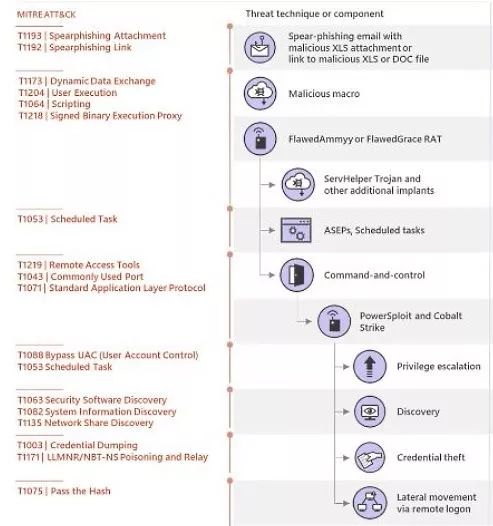 MITRE ATT&CK
Threat technique or component
T1193 | Spearphishing Attachment
T1192 | Spearphishing Link
Spear-phishing email with
malicious XLS attachment or
link to malicious XLS or DOC file
T1173 | Dynamic Data Exchange
T1204 | User Execution
T1064 | Scripting
T1218 | Signed Binary Execution Proxy
Malicious macro
FlawedAmmyy or FlawedGrace RAT
ServHelper Trojan and
other additional implants
T1053 | Scheduled Task
ASEPs, Scheduled tasks
T1219 | Remote Access Tools
T1043 | Commonly Used Port
T1071 | Standard Application Layer Protocol
Command-and-control
PowerSploit and Cobalt
Strike
T1088 Bypass UAC (User Account Control)
T1053 Scheduled Task
Privilege escalation
T1063 Security Software Discovery
T1082 System Information Discovery
T1135 Network Share Discovery
Discovery
T1003 | Credential Dumping
T1171 | LLMNR/NBT-NS Poisoning and Relay
Credential theft
T1075 | Pass the Hash
Lateral movement
via remote logon